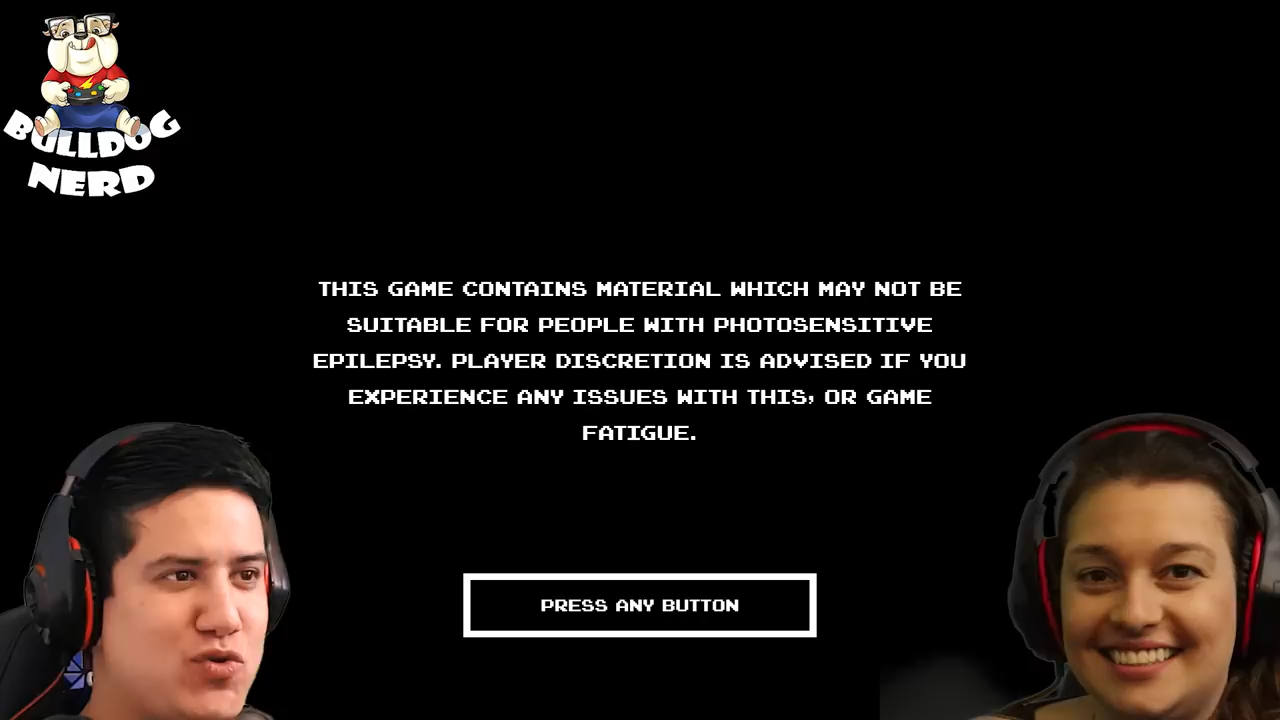 BULLDOG
NERD
THIS GAME CONTAINS MATERIAL WHICH MAY NOT BE
SUITABLE FOR PEOPLE WITH PHOTOSENSITIVE
EPILEPSY. PLAYER DISCRETION IS ADVISED IF YOU
EXPERIENCE ANY ISSUES WITH THIS, OR GAME
FATIGUE.
PRESS ANY BUTTON